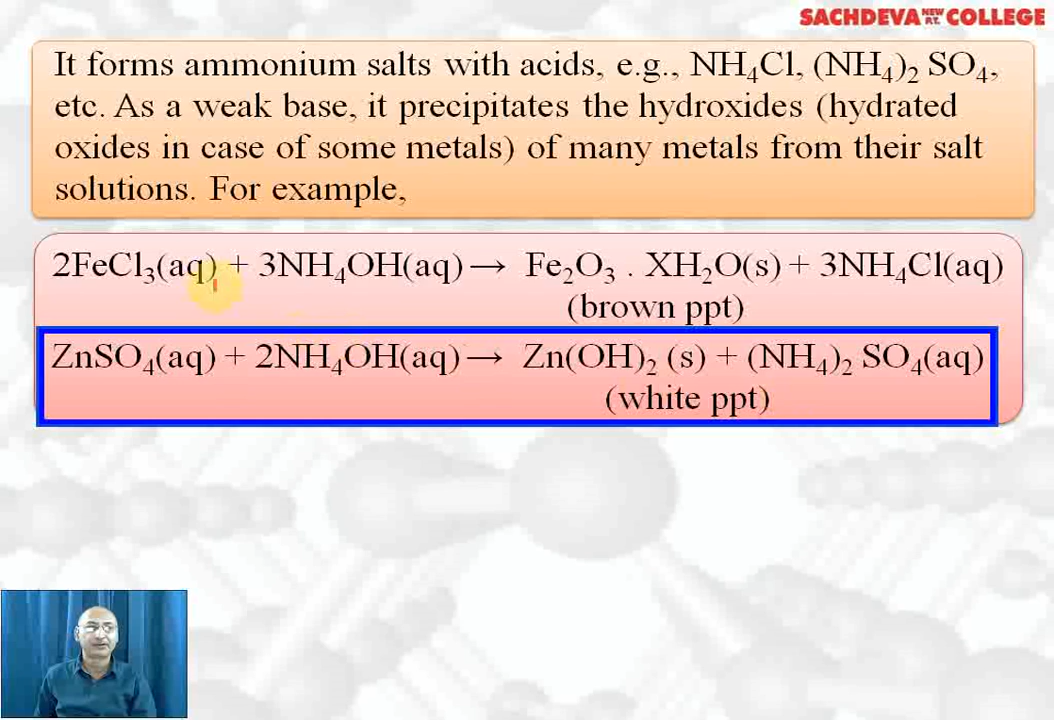 SACHDEVA NEW P.T. COLLEGE
It forms ammonium salts with acids, e.g., NH₄Cl, (NH₄)₂ SO₄,
etc. As a weak base, it precipitates the hydroxides (hydrated
oxides in case of some metals) of many metals from their salt
solutions. For example,
2FeCl₃(aq) + 3NH₄OH(aq) → Fe₂O₃ . XH₂O(s) + 3NH₄Cl(aq)
(brown ppt)
ZnSO₄(aq) + 2NH₄OH(aq) → Zn(OH)₂ (s) + (NH₄)₂ SO₄(aq)
(white ppt)